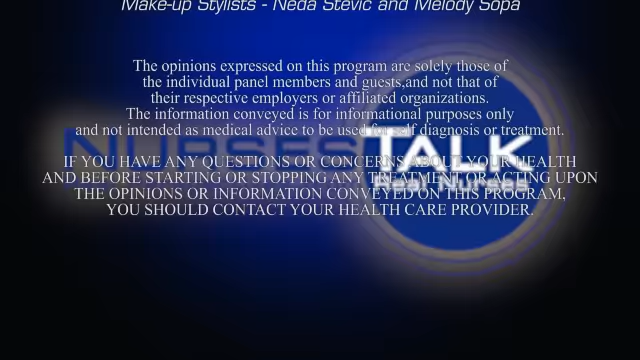 Make-up Stylists - Neda Stevic and Melody Sopa
The opinions expressed on this program are solely those of
the individual panel members and guests,and not that of
their respective employers or affiliated organizations.
The information conveyed is for informational purposes only
and not intended as medical advice to be used for self diagnosis or treatment.
IF YOU HAVE ANY QUESTIONS OR CONCERNS ABOUT YOUR HEALTH
AND BEFORE STARTING OR STOPPING ANY TREATMENT OR ACTING UPON
THE OPINIONS OR INFORMATION CONVEYED ON THIS PROGRAM,
YOU SHOULD CONTACT YOUR HEALTH CARE PROVIDER.
NURSES TALK
Real Nurses